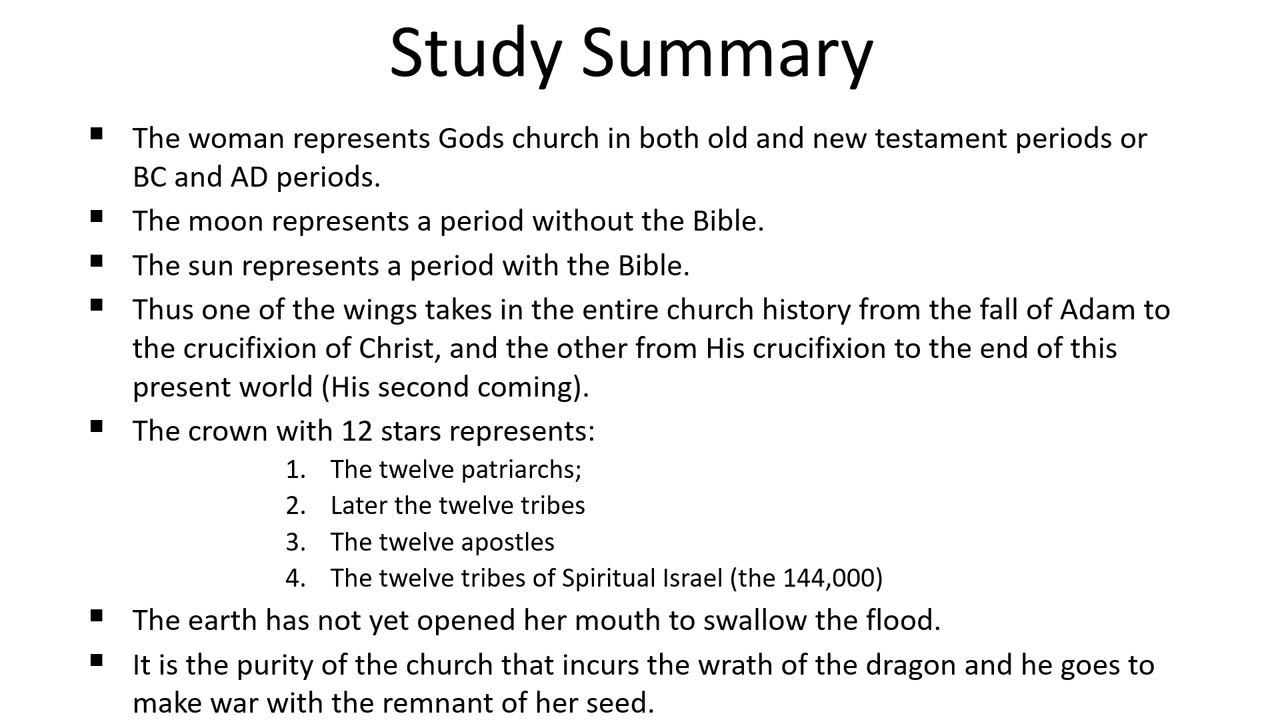 Study Summary
▪ The woman represents Gods church in both old and new testament periods or
BC and AD periods.
▪ The moon represents a period without the Bible.
▪ The sun represents a period with the Bible.
▪ Thus one of the wings takes in the entire church history from the fall of Adam to
the crucifixion of Christ, and the other from His crucifixion to the end of this
present world (His second coming).
▪ The crown with 12 stars represents:
1. The twelve patriarchs;
2. Later the twelve tribes
3. The twelve apostles
4. The twelve tribes of Spiritual Israel (the 144,000)
▪ The earth has not yet opened her mouth to swallow the flood.
▪ It is the purity of the church that incurs the wrath of the dragon and he goes to
make war with the remnant of her seed.